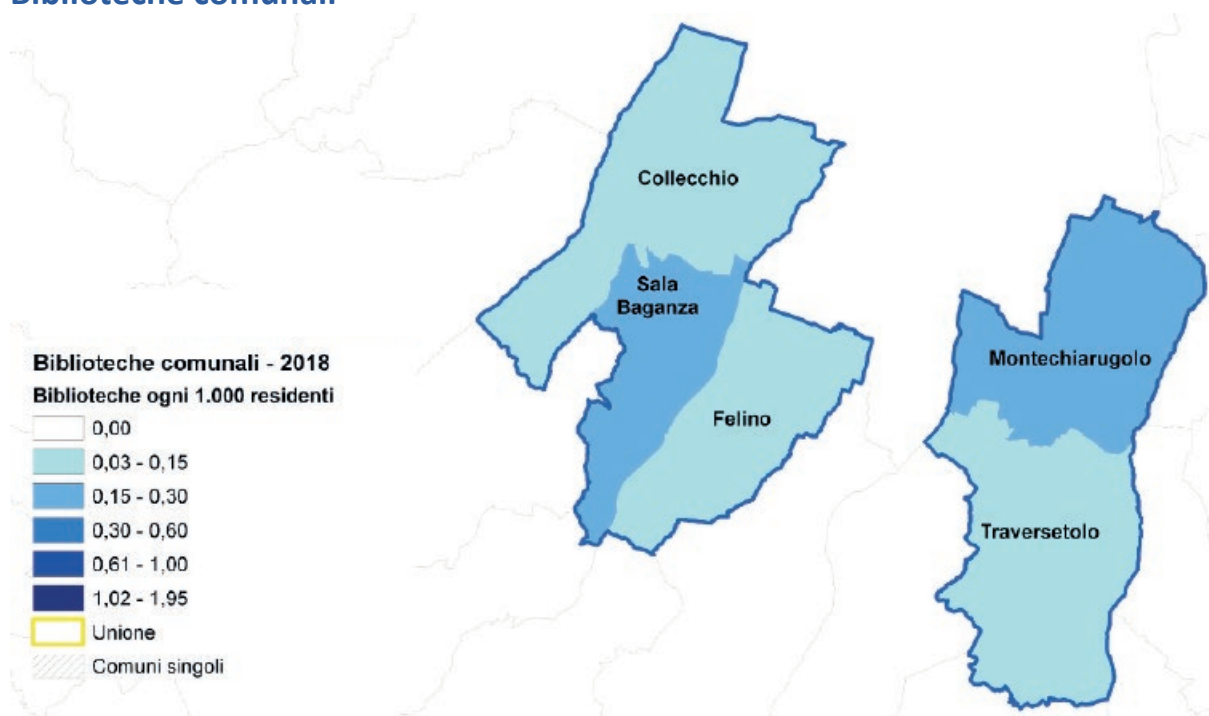 Biblioteche comunali
Collecchio
Sala
Baganza
Montechiarugolo
Felino
Traversetolo
Biblioteche comunali - 2018
Biblioteche ogni 1.000 residenti
0,00
0,03 - 0,15
0,15 - 0,30
0,30 - 0,60
0,61 - 1,00
1,02 - 1,95
Unione
Comuni singoli